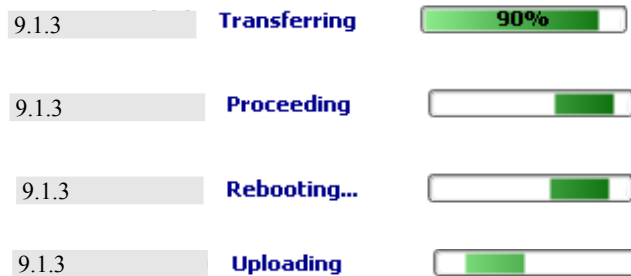 9.1.3 Transferring 90%
9.1.3 Proceeding
9.1.3 Rebooting...
9.1.3 Uploading